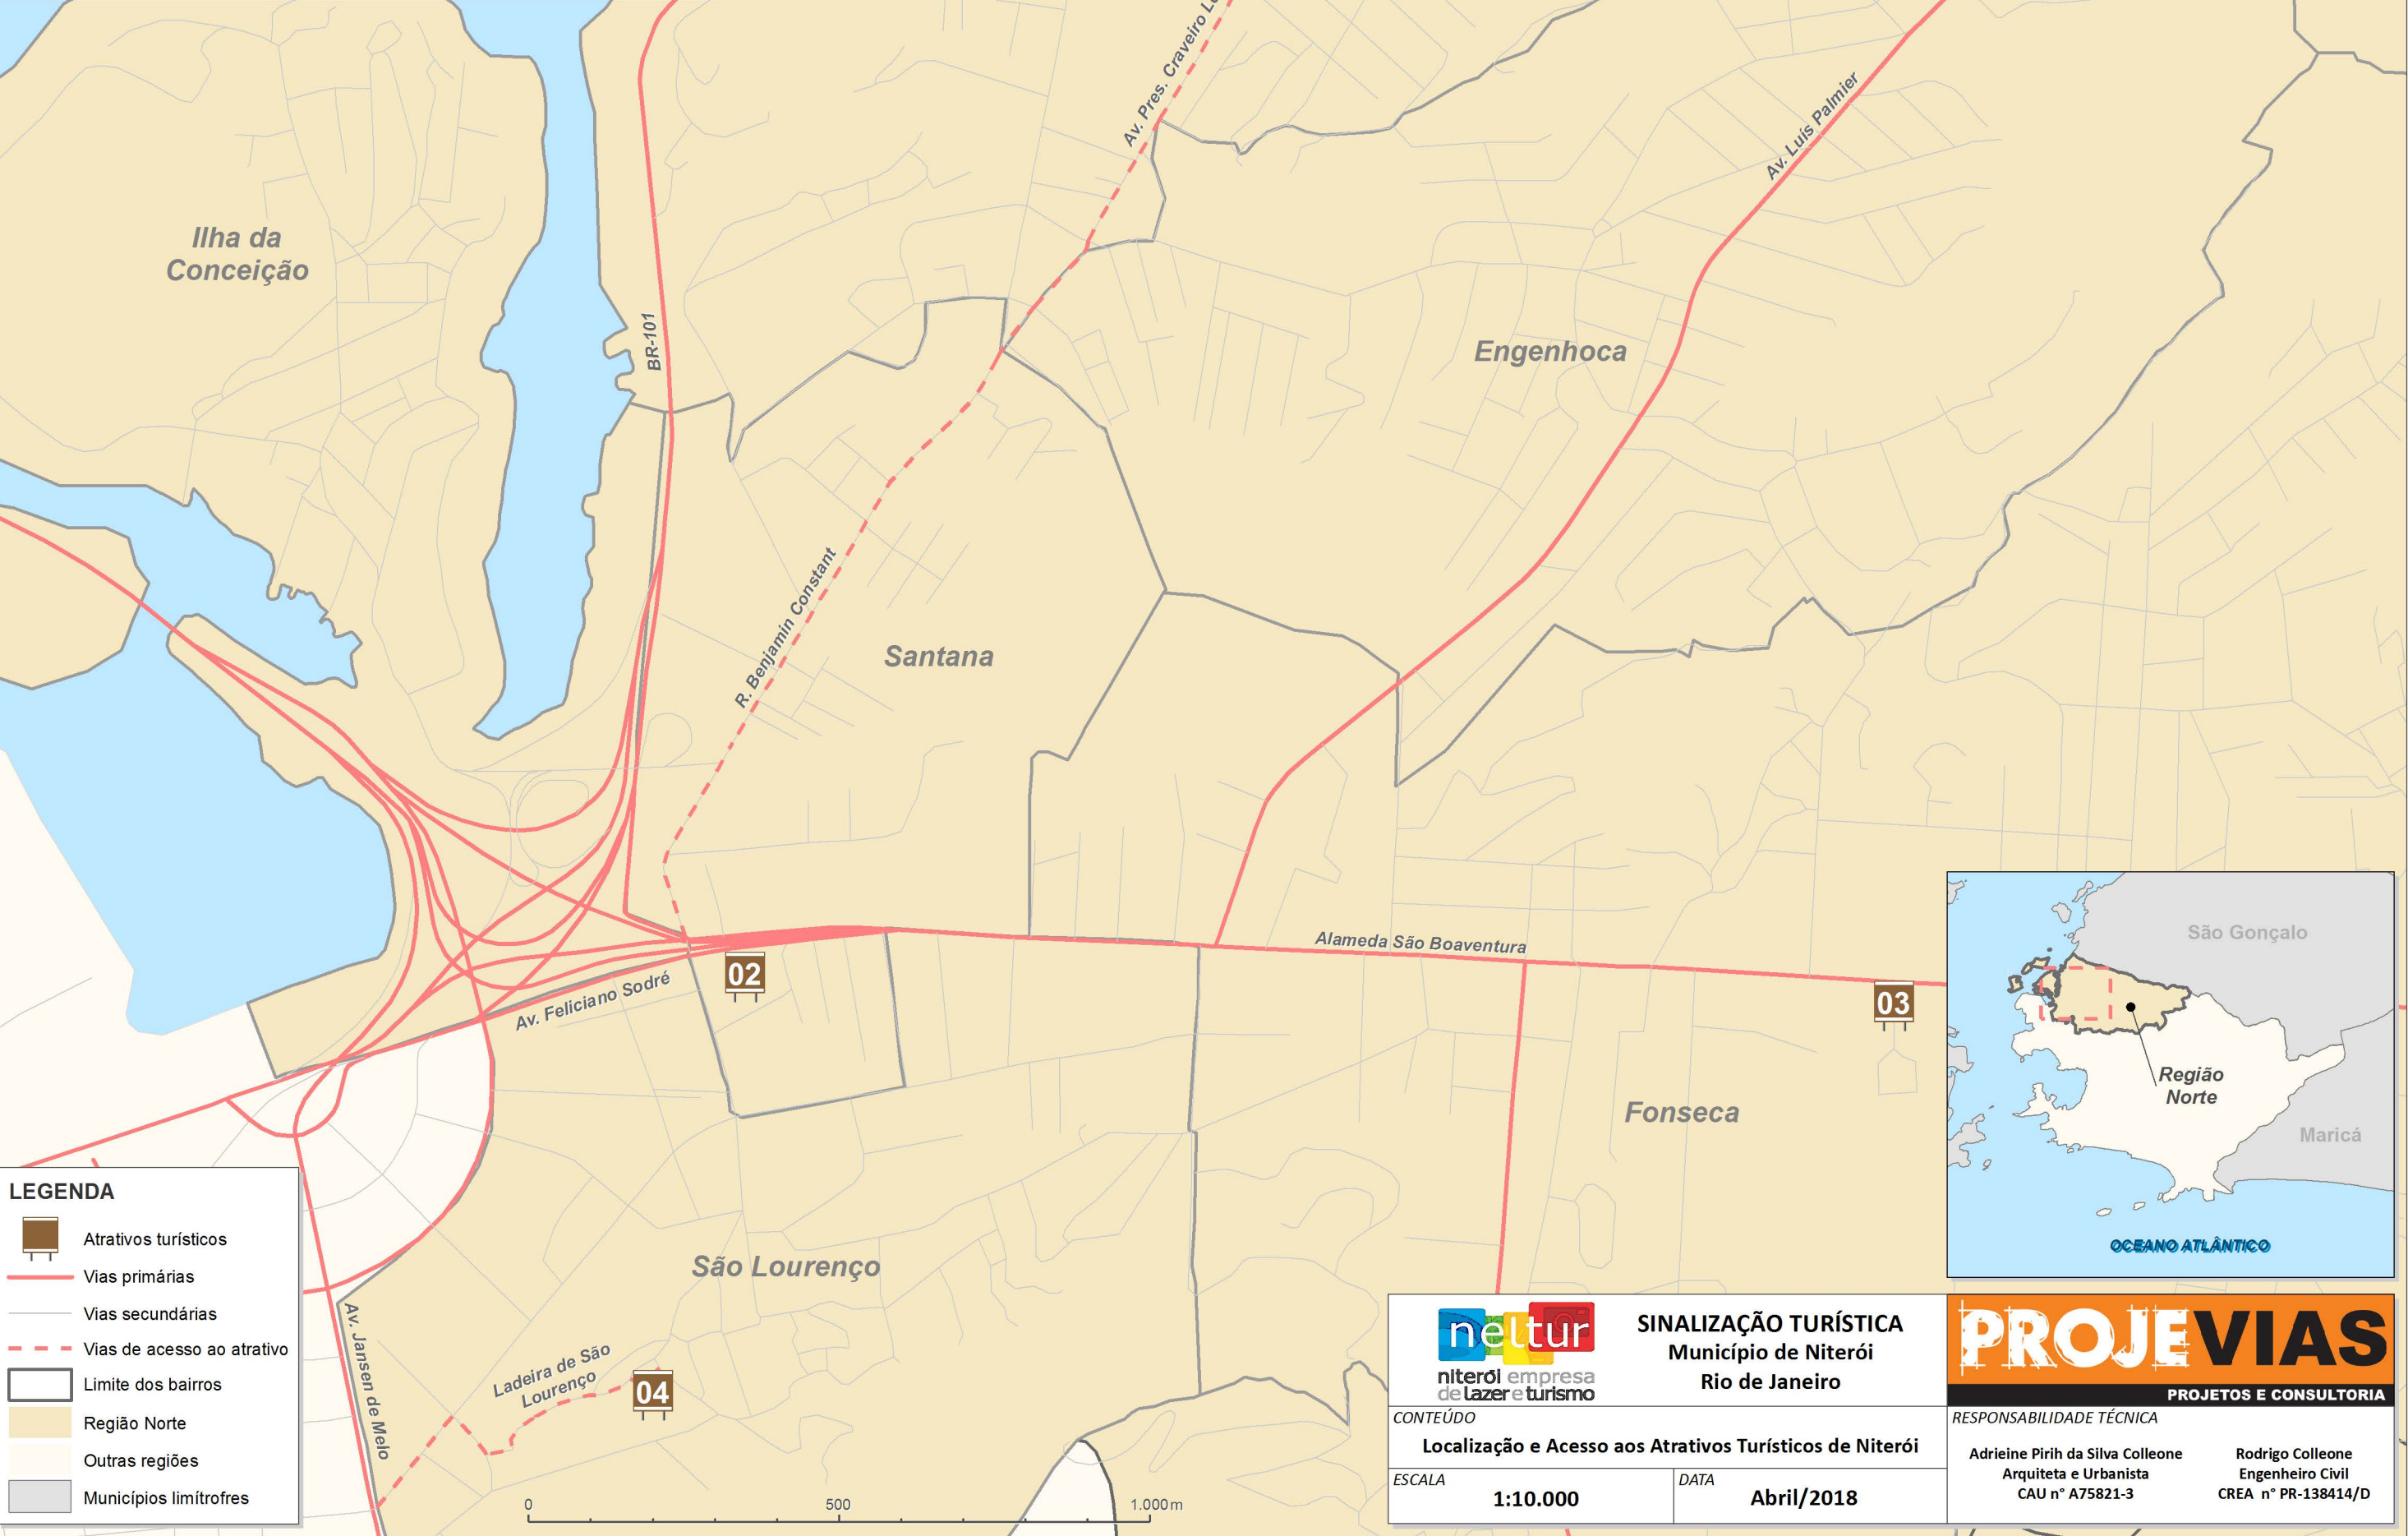 Av. Pres. Craveiro
Av. Luís Palmier
Ilha da
Conceição
BR-101
Engenhoca
R. Benjamin Constant
Santana
Alameda São Boaventura
02
03
Av. Feliciano Sodré
Fonseca
São Lourenço
Av. Jansen de Melo
Ladeira de São
Lourenço
04
São Gonçalo
Região
Norte
Maricá
OCEANO ATLÂNTICO
LEGENDA
Atrativos turísticos
Vias primárias
Vias secundárias
Vias de acesso ao atrativo
Limite dos bairros
Região Norte
Outras regiões
Municípios limítrofes
0 500 1.000m
neltur
niterói empresa
de lazer e turismo
SINALIZAÇÃO TURÍSTICA
Município de Niterói
Rio de Janeiro
CONTEÚDO
Localização e Acesso aos Atrativos Turísticos de Niterói
ESCALA
1:10.000
DATA
Abril/2018
PROJEVIAS
PROJETOS E CONSULTORIA
RESPONSABILIDADE TÉCNICA
Adrieine Pirih da Silva Colleone
Arquiteta e Urbanista
CAU n° A75821-3
Rodrigo Colleone
Engenheiro Civil
CREA n° PR-138414/D